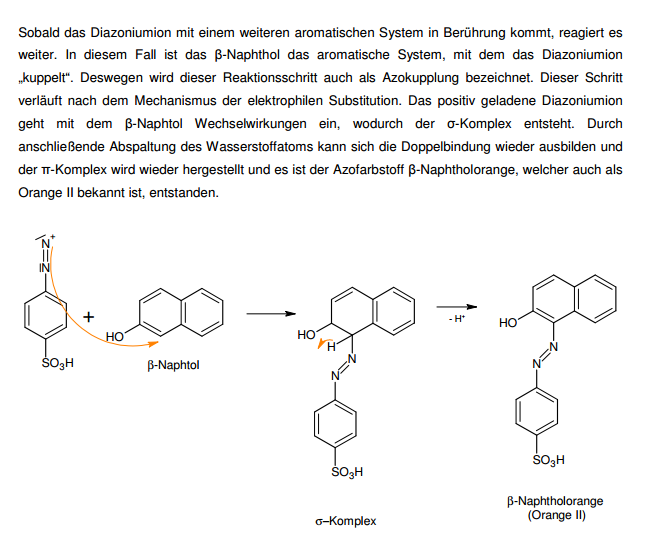 Sobald das Diazoniumion mit einem weiteren aromatischen System in Berührung kommt, reagiert es
weiter. In diesem Fall ist das β-Naphthol das aromatische System, mit dem das Diazoniumion
„kuppelt“. Deswegen wird dieser Reaktionsschritt auch als Azokupplung bezeichnet. Dieser Schritt
verläuft nach dem Mechanismus der elektrophilen Substitution. Das positiv geladene Diazoniumion
geht mit dem β-Naphtol Wechselwirkungen ein, wodurch der σ-Komplex entsteht. Durch
anschließende Abspaltung des Wasserstoffatoms kann sich die Doppelbindung wieder ausbilden und
der π-Komplex wird wieder hergestellt und es ist der Azofarbstoff β-Naphtholorange, welcher auch als
Orange II bekannt ist, entstanden.
N+
IN
+
HO
SO3H
β-Naphtol
HO
H
N
N
SO3H
σ–Komplex
- H+
HO
N
N
SO3H
β-Naphtholorange
(Orange II)